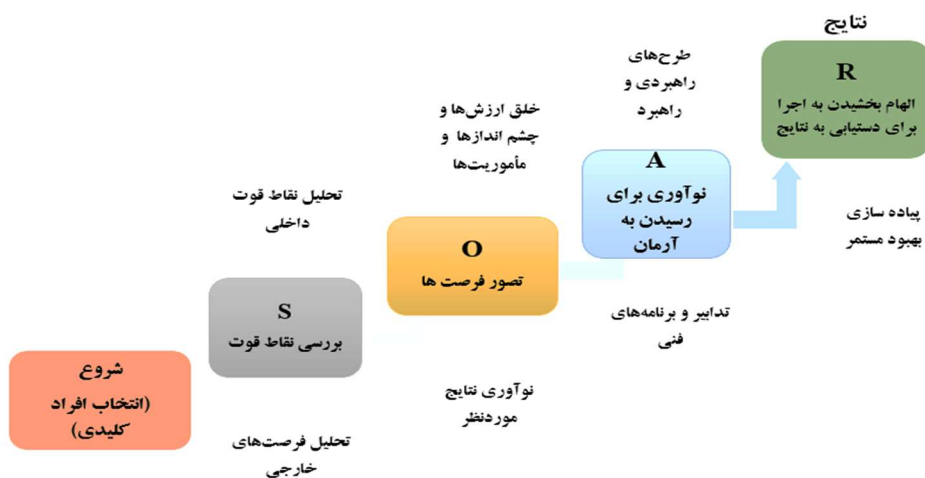 نتایج
R
الهام بخشیدن به اجرا
برای دستیابی به نتایج
طرح‌های
راهبردی و
راهبرد
خلق ارزش‌ها و
چشم اندازها و
مأموریت‌ها
A
نوآوری برای
رسیدن به
آرمان
پیاده سازی
بهبود مستمر
تحلیل نقاط قوت
داخلی
O
تصور فرصت ها
تدابیر و برنامه‌های
فنی
S
بررسی نقاط قوت
شروع
(انتخاب افراد
کلیدی)
نوآوری نتایج
موردنظر
تحلیل فرصت‌های
خارجی